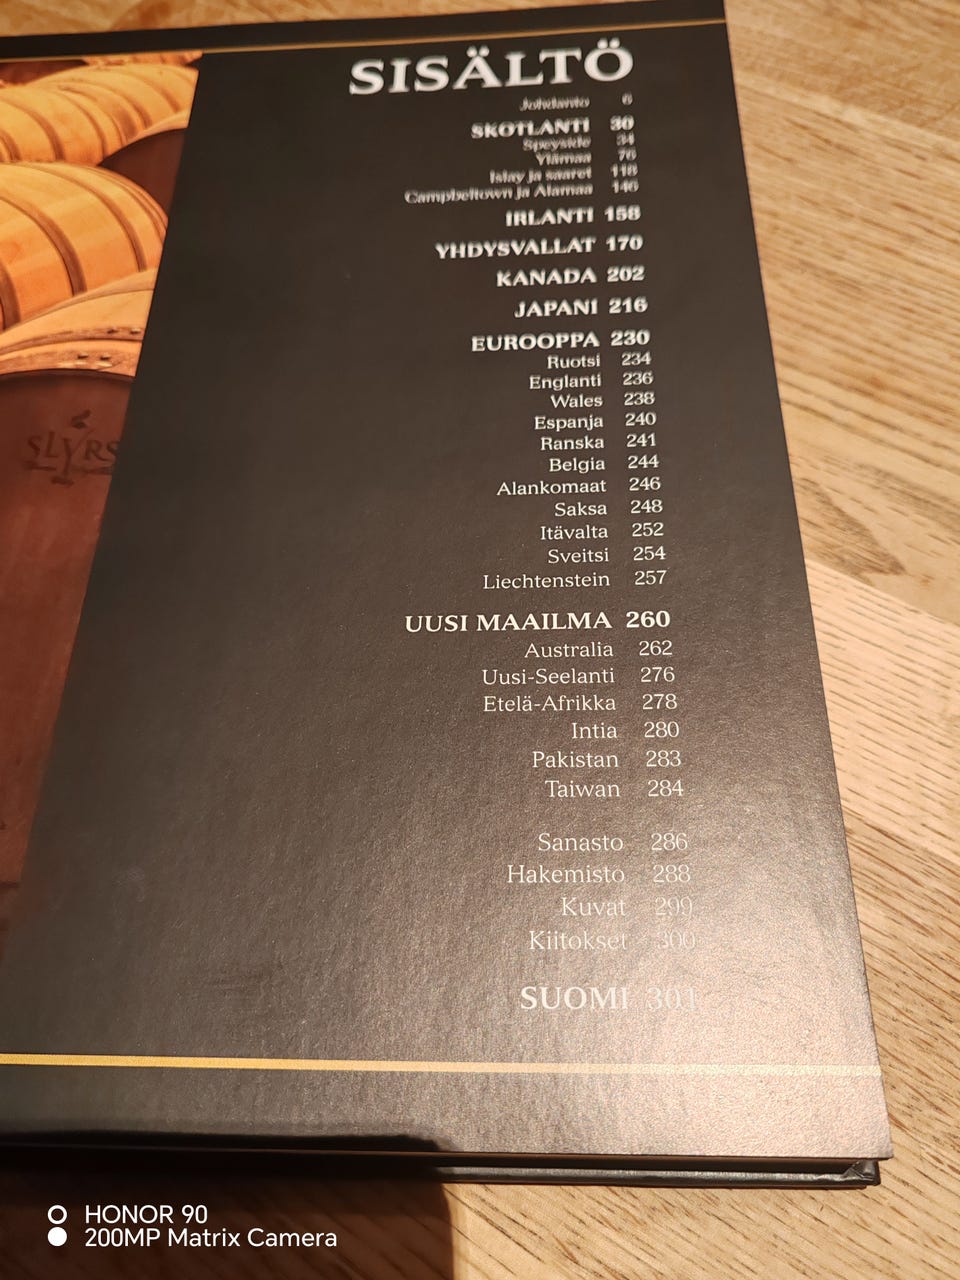 SISÄLTÖ
Johdanto 6
SKOTLANTI 30
Speyside 34
Ylämaa 76
Islay ja saaret 118
Campbeltown ja Alamaa 146
IRLANTI 158
YHDYSVALLAT 170
KANADA 202
JAPANI 216
EUROOPPA 230
Ruotsi 234
Englanti 236
Wales 238
Espanja 240
Ranska 241
Belgia 244
Alankomaat 246
Saksa 248
Itävalta 252
Sveitsi 254
Liechtenstein 257
UUSI MAAILMA 260
Australia 262
Uusi-Seelanti 276
Etelä-Afrikka 278
Intia 280
Pakistan 283
Taiwan 284
Sanasto 286
Hakemisto 288
Kuvat 299
Kiitokset 300
SUOMI 301
SLYRS
HONOR 90
200MP Matrix Camera